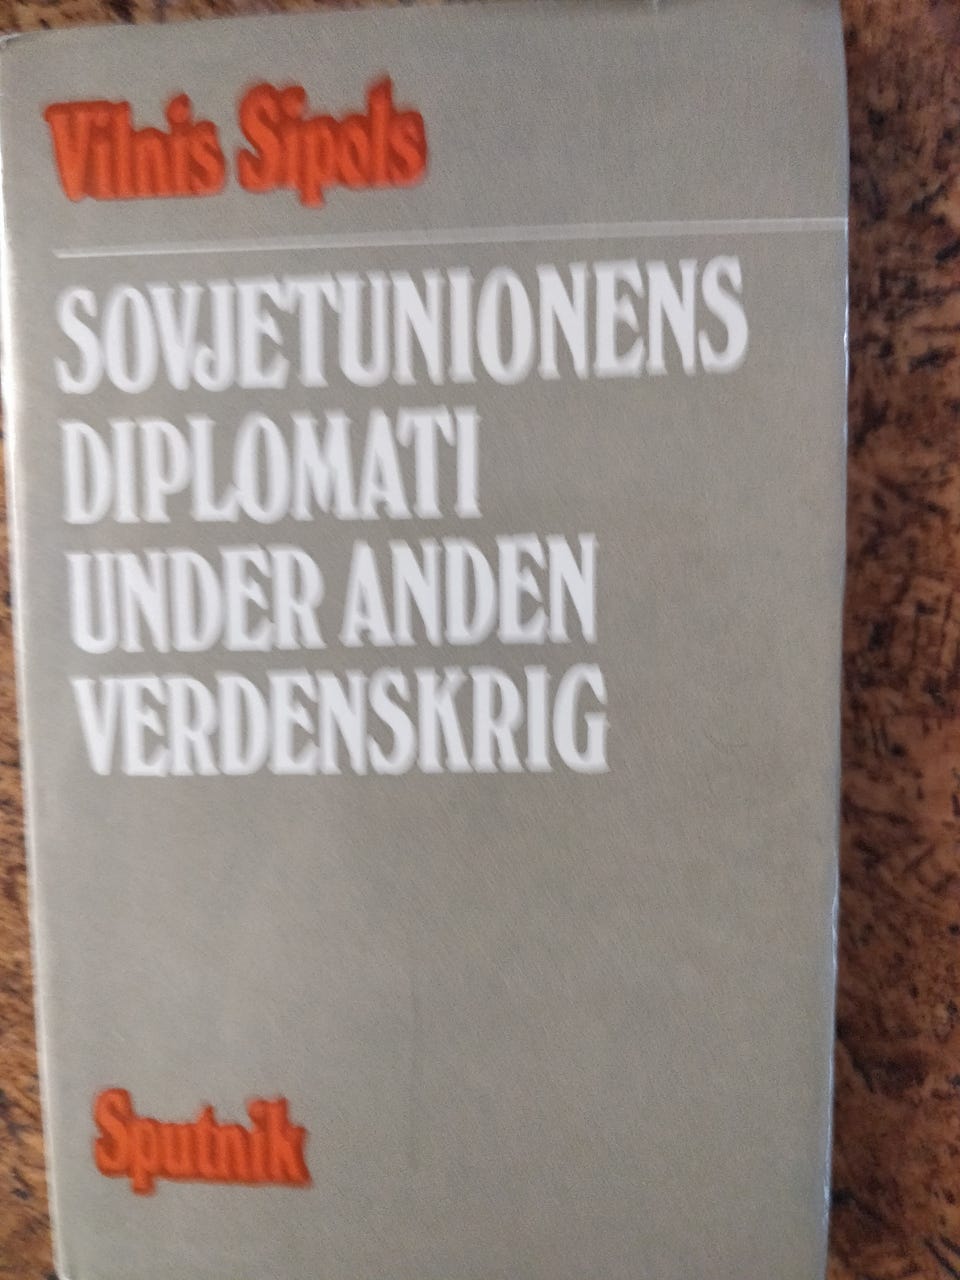 Vilnis Sipols
SOVJETUNIONENS
DIPLOMATI
UNDER ANDEN
VERDENSKRIG
Sputnik